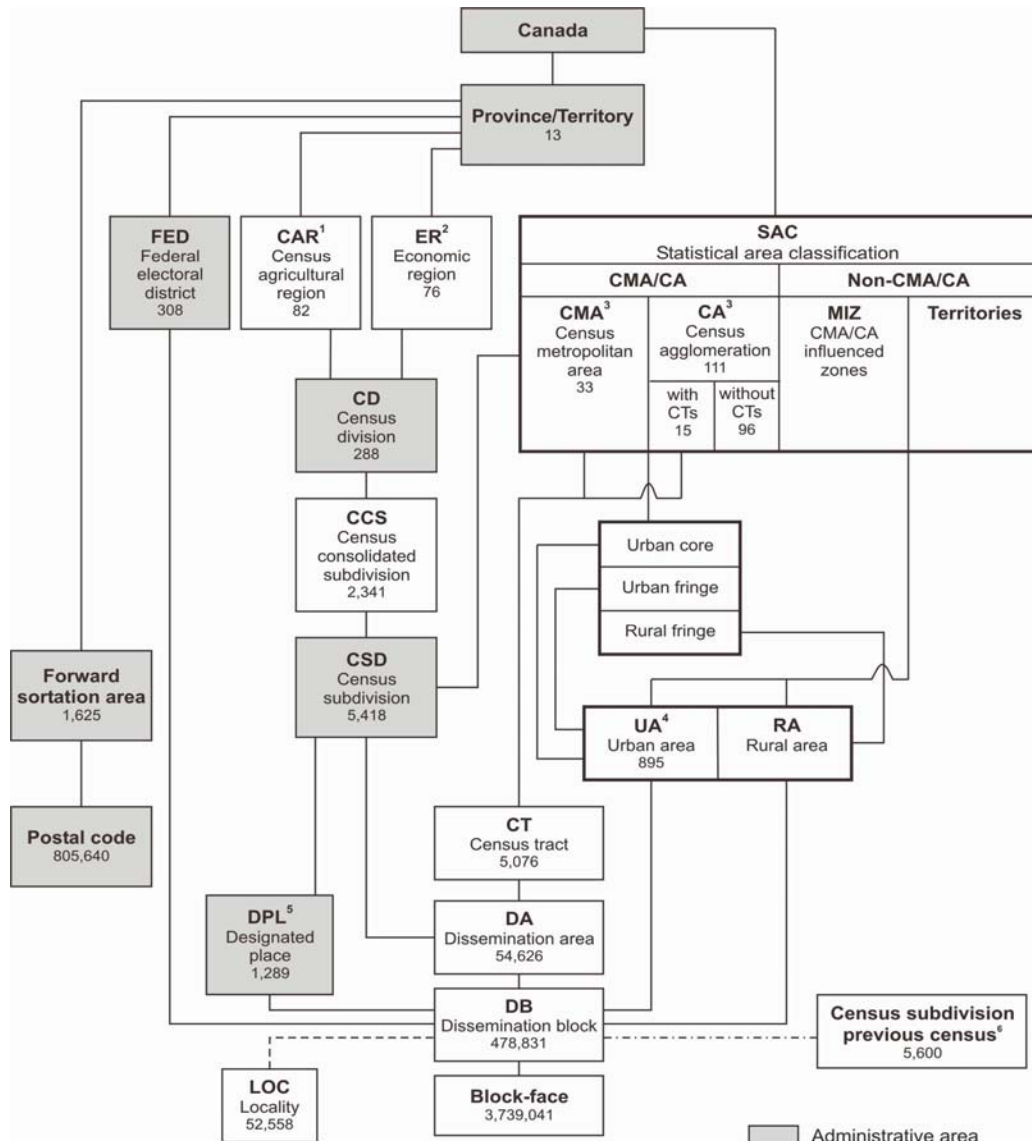 Canada
Province/Territory
13
FED
Federal
electoral
district
308
CAR1
Census
agricultural
region
82
ER2
Economic
region
76
SAC
Statistical area classification
CMA/CA
Non-CMA/CA
CMA3
Census
metropolitan
area
33
CA3
Census
agglomeration
111
with
CTs
15
without
CTs
96
MIZ
CMA/CA
influenced
zones
Territories
CD
Census
division
288
CCS
Census
consolidated
subdivision
2,341
Urban core
Urban fringe
Rural fringe
Forward
sortation area
1,625
CSD
Census
subdivision
5,418
UA4
Urban area
895
RA
Rural area
Postal code
805,640
CT
Census tract
5,076
DPL5
Designated
place
1,289
DA
Dissemination area
54,626
DB
Dissemination block
478,831
Census subdivision
previous census6
5,600
LOC
Locality
52,558
Block-face
3,739,041
Administrative area